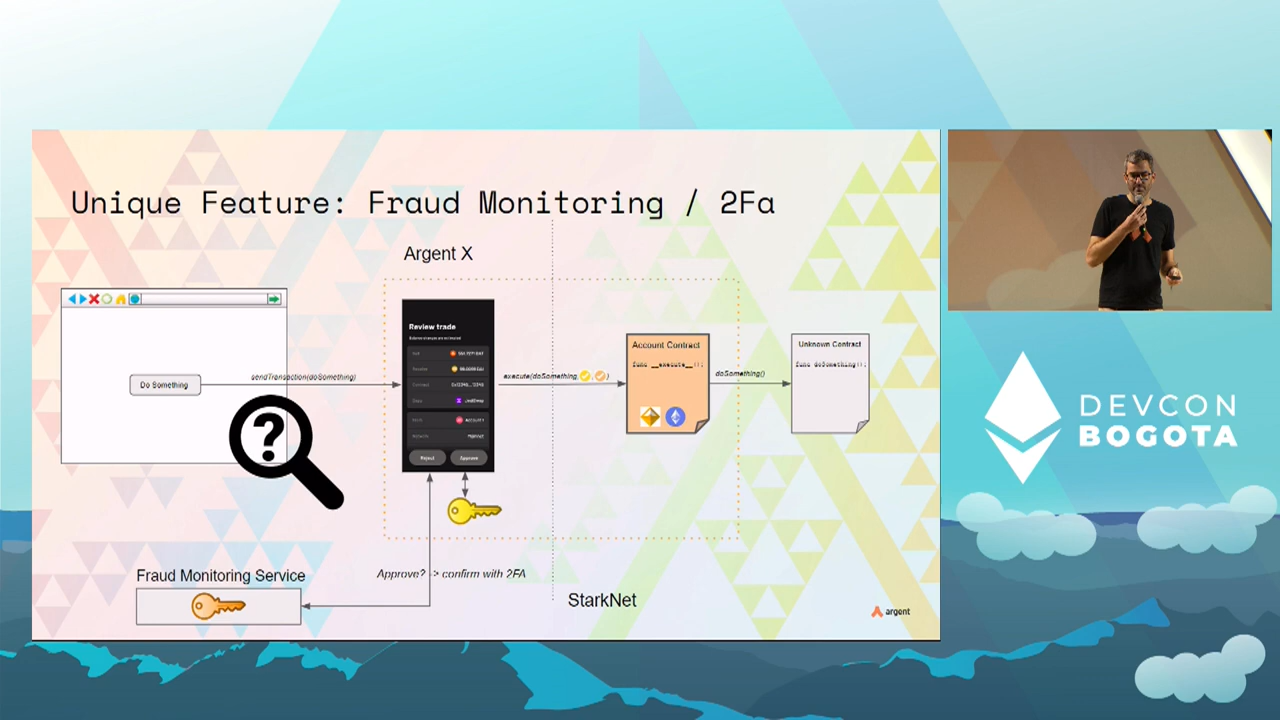 Unique Feature: Fraud Monitoring / 2Fa
Argent X
Review trade
Do Something
sendTransaction(doSomething)
execute(doSomething, )
Account Contract
func __execute__();
doSomething()
Unknown Contract
func doSomething();
Reject
Approve
?
Fraud Monitoring Service
Approve? -> confirm with 2FA
StarkNet
argent
DEVCON
BOGOTA